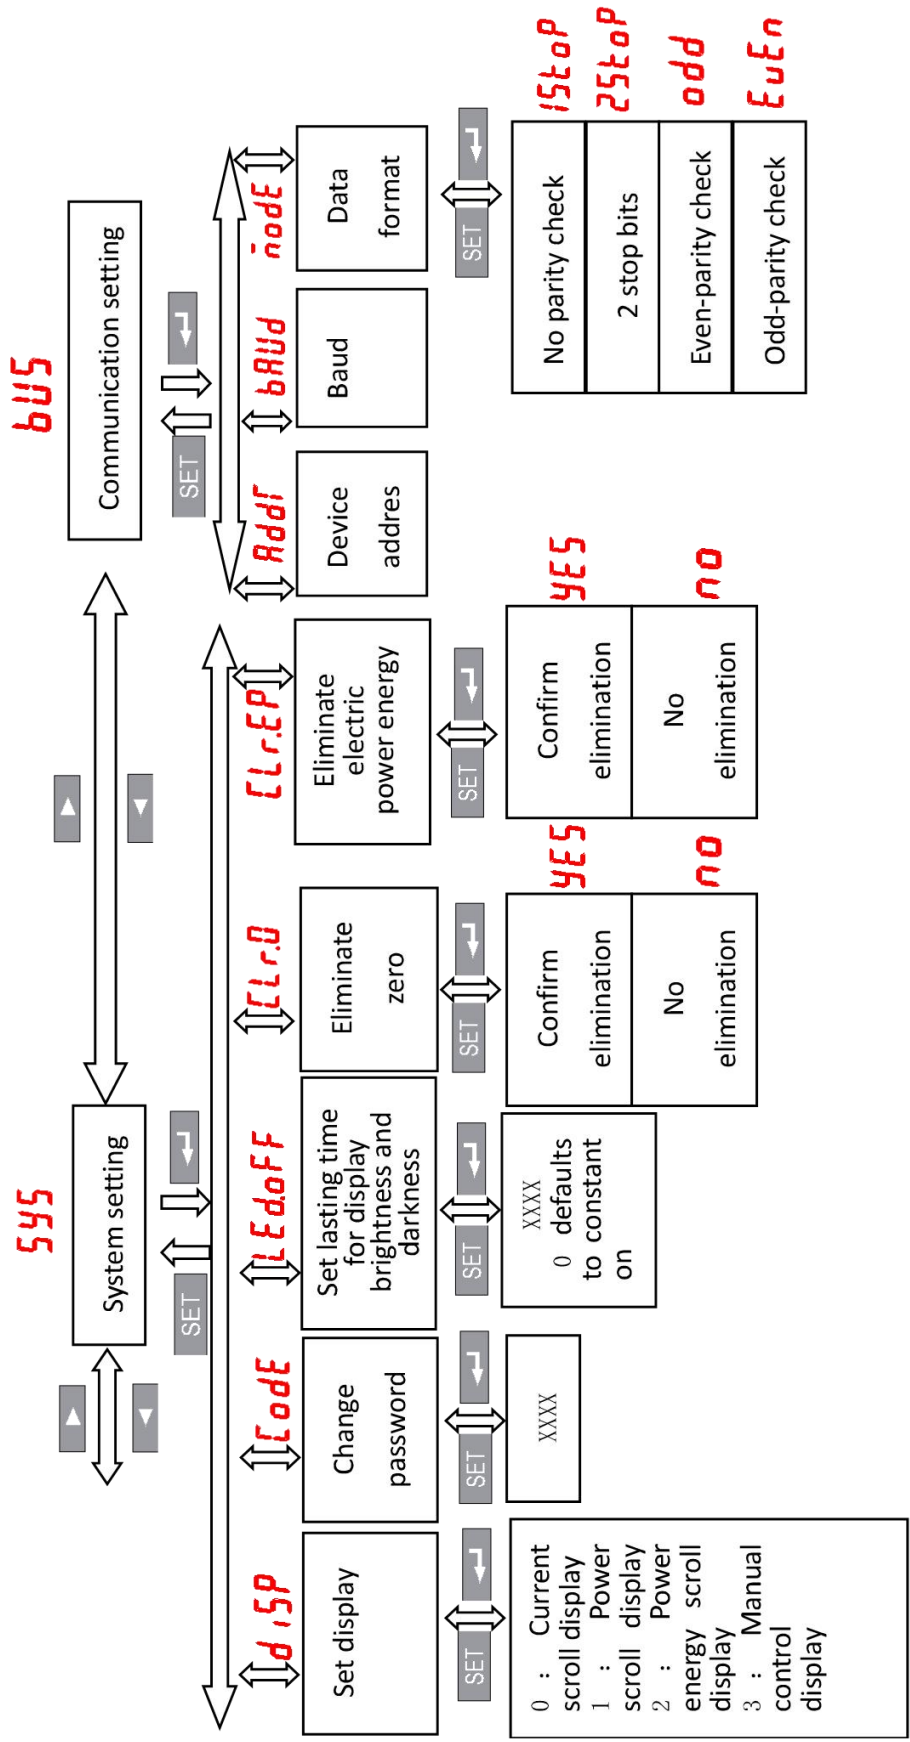 SYS
bUS
System setting
Communication setting
SET
SET
diSP
CodE
LEd.oFF
CLr.0
CLr.EP
Addr
bAUd
modE
Set display
Change
password
Set lasting time
for display
brightness and
darkness
Eliminate
zero
Eliminate
electric
power energy
Device
addres
Baud
Data
format
SET
SET
SET
SET
SET
SET
0 : Current
scroll display
1 : Power
scroll display
2 : Power
energy scroll
display
3 : Manual
control
display
XXXX
XXXX
0 defaults
to constant
on
Confirm
elimination
yES
No
elimination
no
Confirm
elimination
yES
No
elimination
no
No parity check
1StoP
2 stop bits
2StoP
Even-parity check
odd
Odd-parity check
EvEn